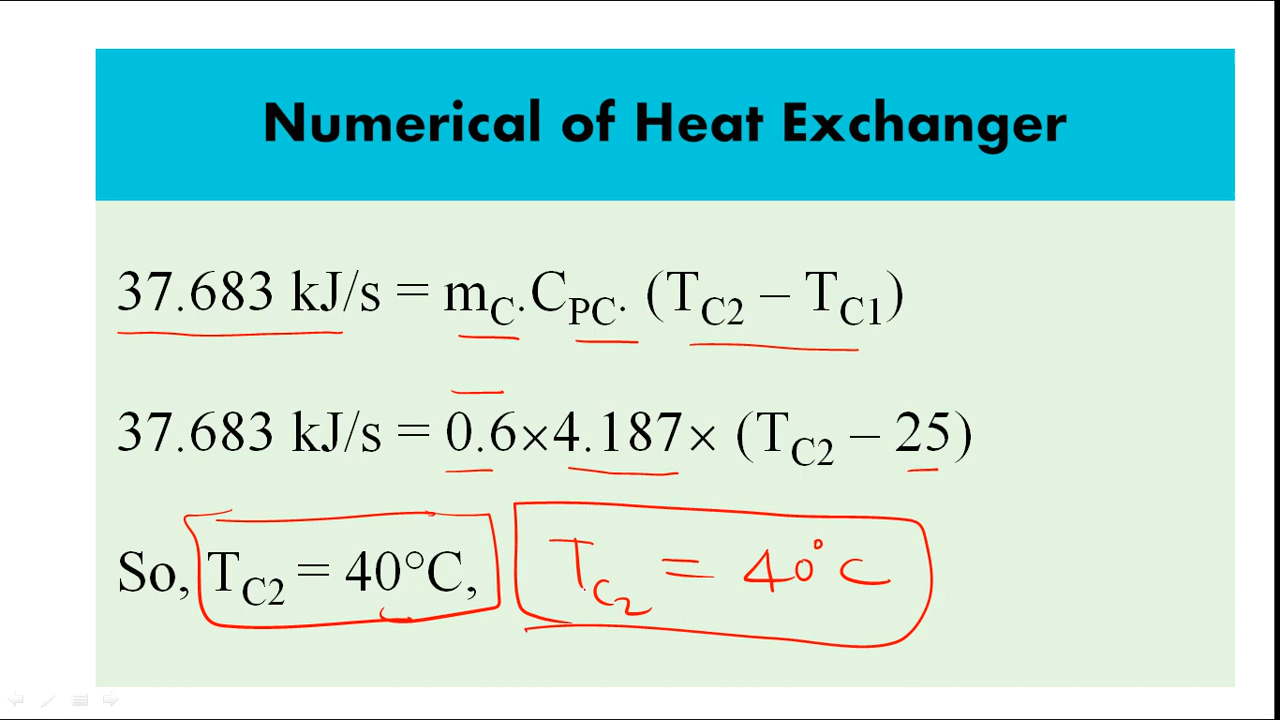 Numerical of Heat Exchanger
37.683 kJ/s = mC.CPC. (TC2 – TC1)
37.683 kJ/s = 0.6×4.187× (TC2 – 25)
So, TC2 = 40°C, TC2 = 40°C